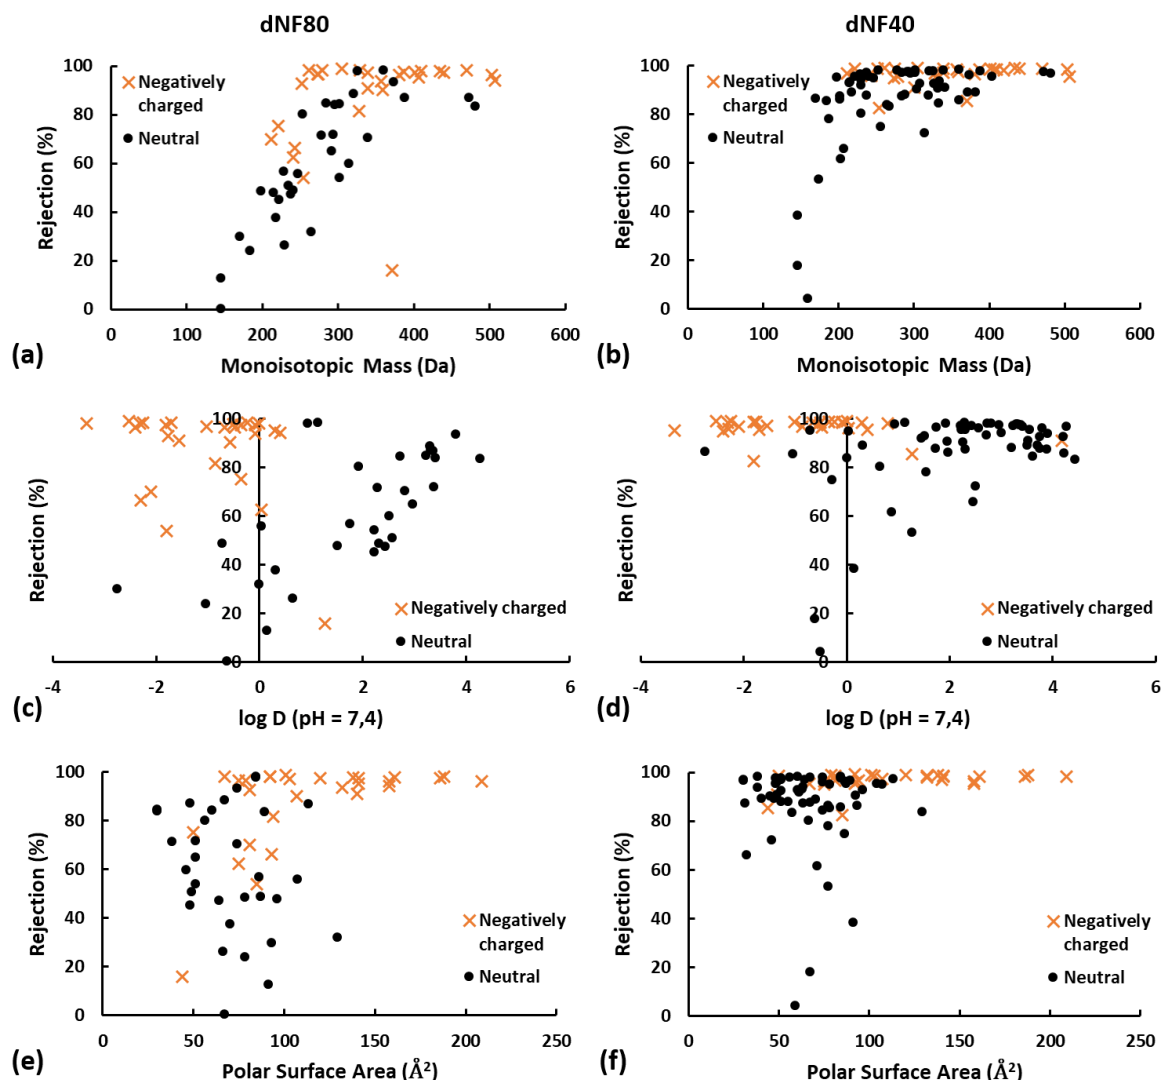 dNF80
dNF40
Rejection (%)
100
80
60
40
20
0
Negatively
charged
Neutral
0
100
200
300
400
500
600
Monoisotopic Mass (Da)
(a)
Rejection (%)
100
80
60
40
20
0
Negatively
charged
Neutral
0
100
200
300
400
500
600
Monoisotopic Mass (Da)
(b)
Rejection (%)
100
80
60
40
20
0
Negatively charged
Neutral
-4
-2
0
2
4
6
log D (pH = 7,4)
(c)
Rejection (%)
100
80
60
40
20
0
Negatively charged
Neutral
-4
-2
0
2
4
6
log D (pH = 7,4)
(d)
Rejection (%)
100
80
60
40
20
0
Negatively
charged
Neutral
0
50
100
150
200
250
Polar Surface Area (Å²)
(e)
Rejection (%)
100
80
60
40
20
0
Negatively
charged
Neutral
0
50
100
150
200
250
Polar Surface Area (Å²)
(f)